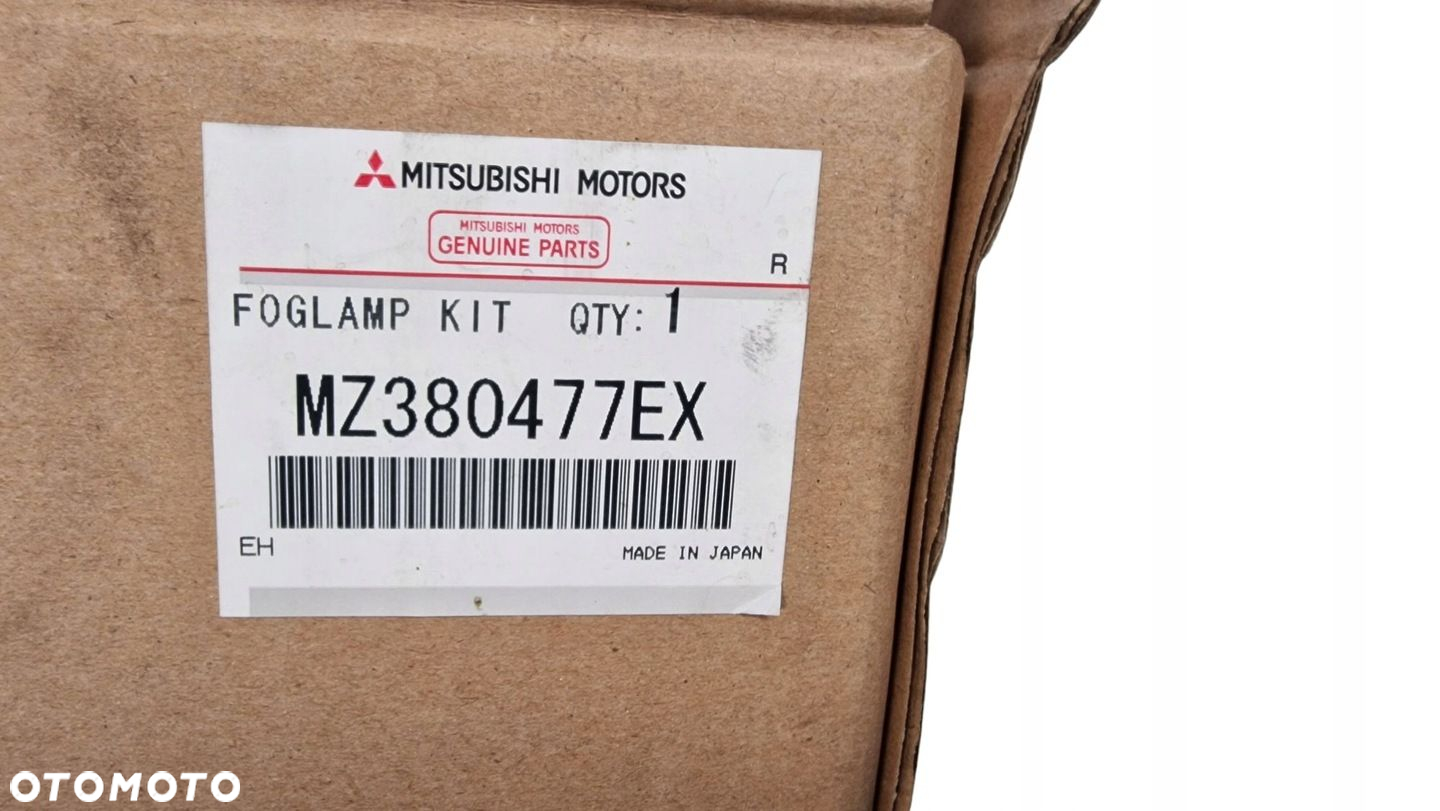 MITSUBISHI MOTORS
MITSUBISHI MOTORS
GENUINE PARTS
R
FOGLAMP KIT QTY: 1
MZ380477EX
EH MADE IN JAPAN
OTOMOTO